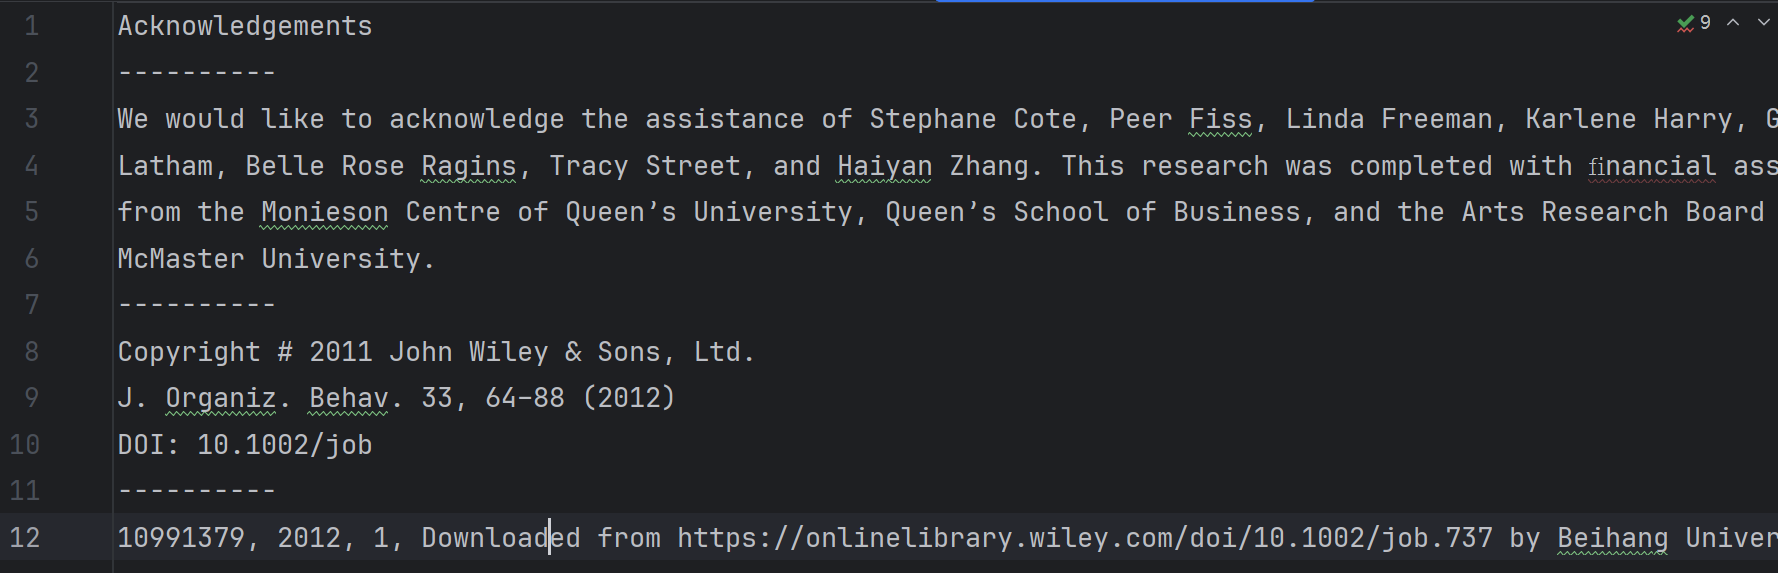 9
1 Acknowledgements
2 ----------
3 We would like to acknowledge the assistance of Stephane Cote, Peer Fiss, Linda Freeman, Karlene Harry, G
4 Latham, Belle Rose Ragins, Tracy Street, and Haiyan Zhang. This research was completed with financial ass
5 from the Monieson Centre of Queen’s University, Queen’s School of Business, and the Arts Research Board
6 McMaster University.
7 ----------
8 Copyright # 2011 John Wiley & Sons, Ltd.
9 J. Organiz. Behav. 33, 64–88 (2012)
10 DOI: 10.1002/job
11 ----------
12 10991379, 2012, 1, Downloaded from https://onlinelibrary.wiley.com/doi/10.1002/job.737 by Beihang Univer